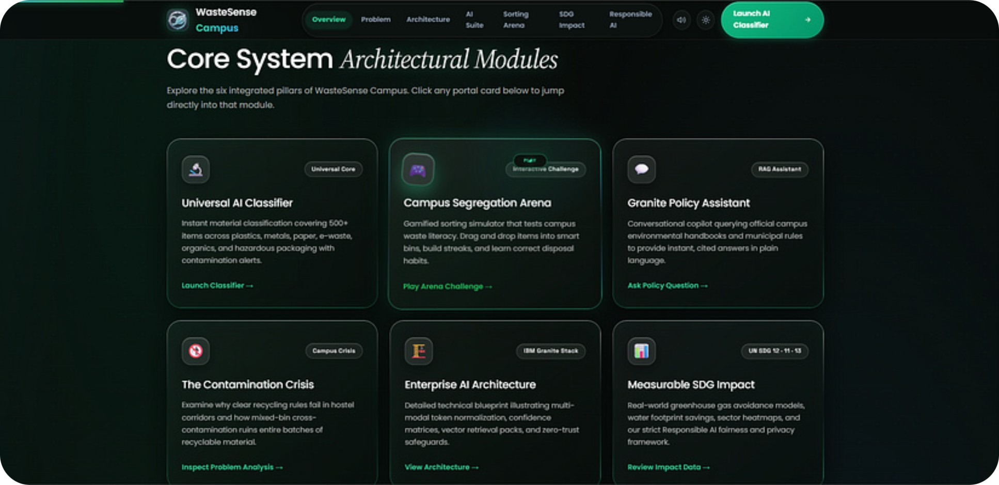 WasteSense
Campus
Overview
Problem
Architecture
AI
Suite
Sorting
Arena
SDG
Impact
Responsible
AI
Launch AI
Classifier →
Core System Architectural Modules
Explore the six integrated pillars of WasteSense Campus. Click any portal card below to jump
directly into that module.
Universal Core
Universal AI Classifier
Instant material classification covering 500+
items across plastics, metals, paper, e-waste,
organics, and hazardous packaging with
contamination alerts.
Launch Classifier →
PLAY
Interactive Challenge
Campus Segregation Arena
Gamified sorting simulator that tests campus
waste literacy. Drag and drop items into smart
bins, build streaks, and learn correct disposal
habits.
Play Arena Challenge →
RAG Assistant
Granite Policy Assistant
Conversational copilot querying official campus
environmental handbooks and municipal rules
to provide instant, cited answers in plain
language.
Ask Policy Question →
Campus Crisis
The Contamination Crisis
Examine why clear recycling rules fail in hostel
corridors and how mixed-bin cross-
contamination ruins entire batches of
recyclable material.
Inspect Problem Analysis →
IBM Granite Stack
Enterprise AI Architecture
Detailed technical blueprint illustrating multi-
modal token normalization, confidence
matrices, vector retrieval packs, and zero-trust
safeguards.
View Architecture →
UN SDG 12 · 11 · 13
Measurable SDG Impact
Real-world greenhouse gas avoidance models,
water footprint savings, sector heatmaps, and
our strict Responsible AI fairness and privacy
framework.
Review Impact Data →